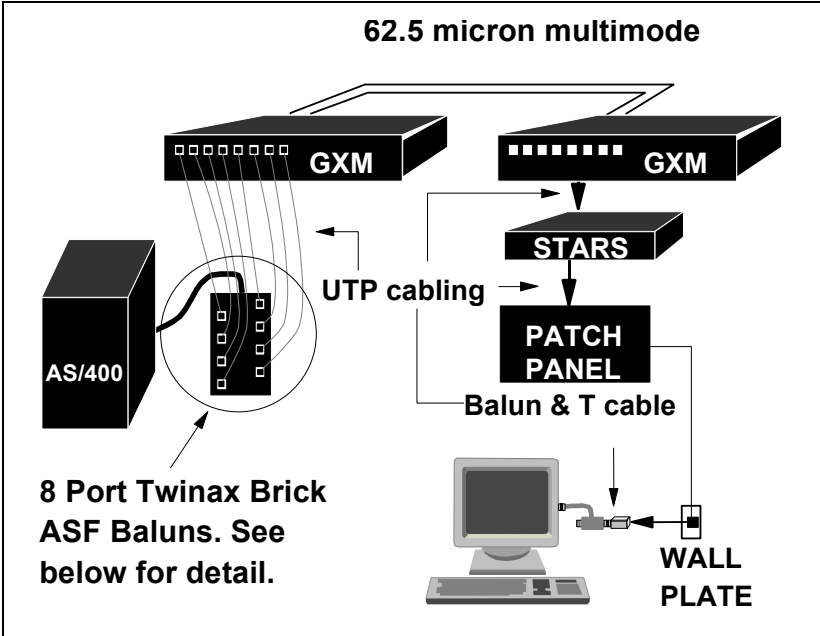 62.5 micron multimode
GXM
GXM
STARS
UTP cabling
AS/400
PATCH
PANEL
Balun & T cable
8 Port Twinax Brick
ASF Baluns. See
below for detail.
WALL
PLATE